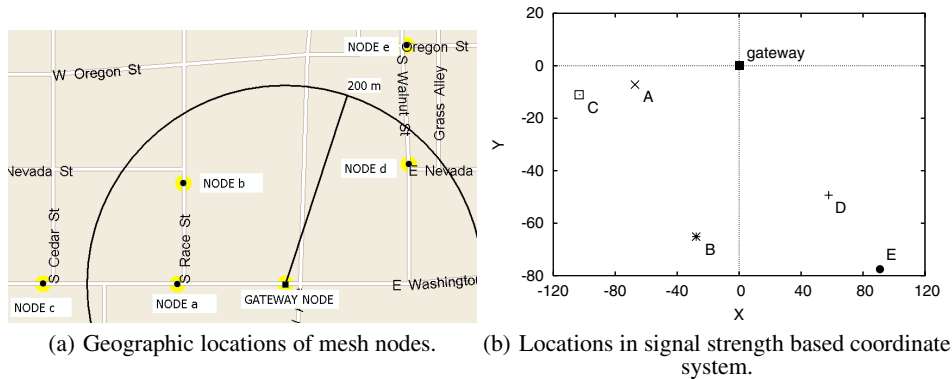 NODE e
Oregon St
W Oregon St
S Walnut St
Grass Alley
200 m
Nevada St
NODE d
E Nevada
NODE b
S Cedar St
S Race St
E Washington
NODE c
NODE a
GATEWAY NODE
(a) Geographic locations of mesh nodes.
20
0
-20
-40
-60
-80
Y
gateway
A
C
B
D
E
-120
-80
-40
0
40
80
120
X
(b) Locations in signal strength based coordinate
system.